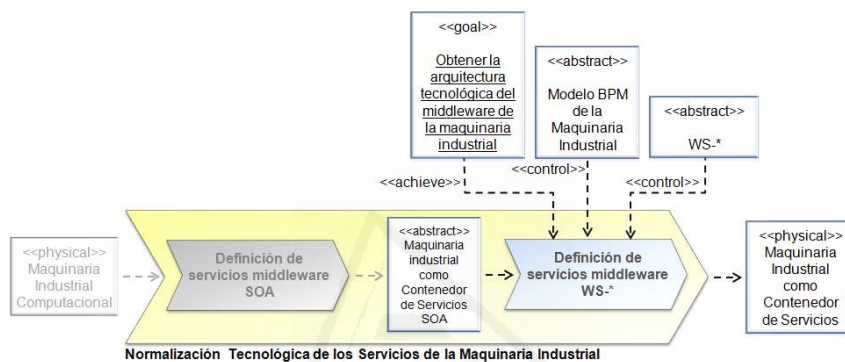 <<goal>>
Obtener la
arquitectura
tecnológica del
middleware de
la maquinaria
industrial
<<abstract>>
Modelo BPM
de la
Maquinaria
Industrial
<<abstract>>
WS-*
<<achieve>>
<<control>>
<<control>>
<<physical>>
Maquinaria
Industrial
Computacional
Definición de
servicios middleware
SOA
<<abstract>>
Maquinaria
industrial
como
Contenedor
de Servicios
SOA
Definición de
servicios middleware
WS-*
<<physical>>
Maquinaria
Industrial
como
Contenedor
de Servicios
Normalización Tecnológica de los Servicios de la Maquinaria Industrial